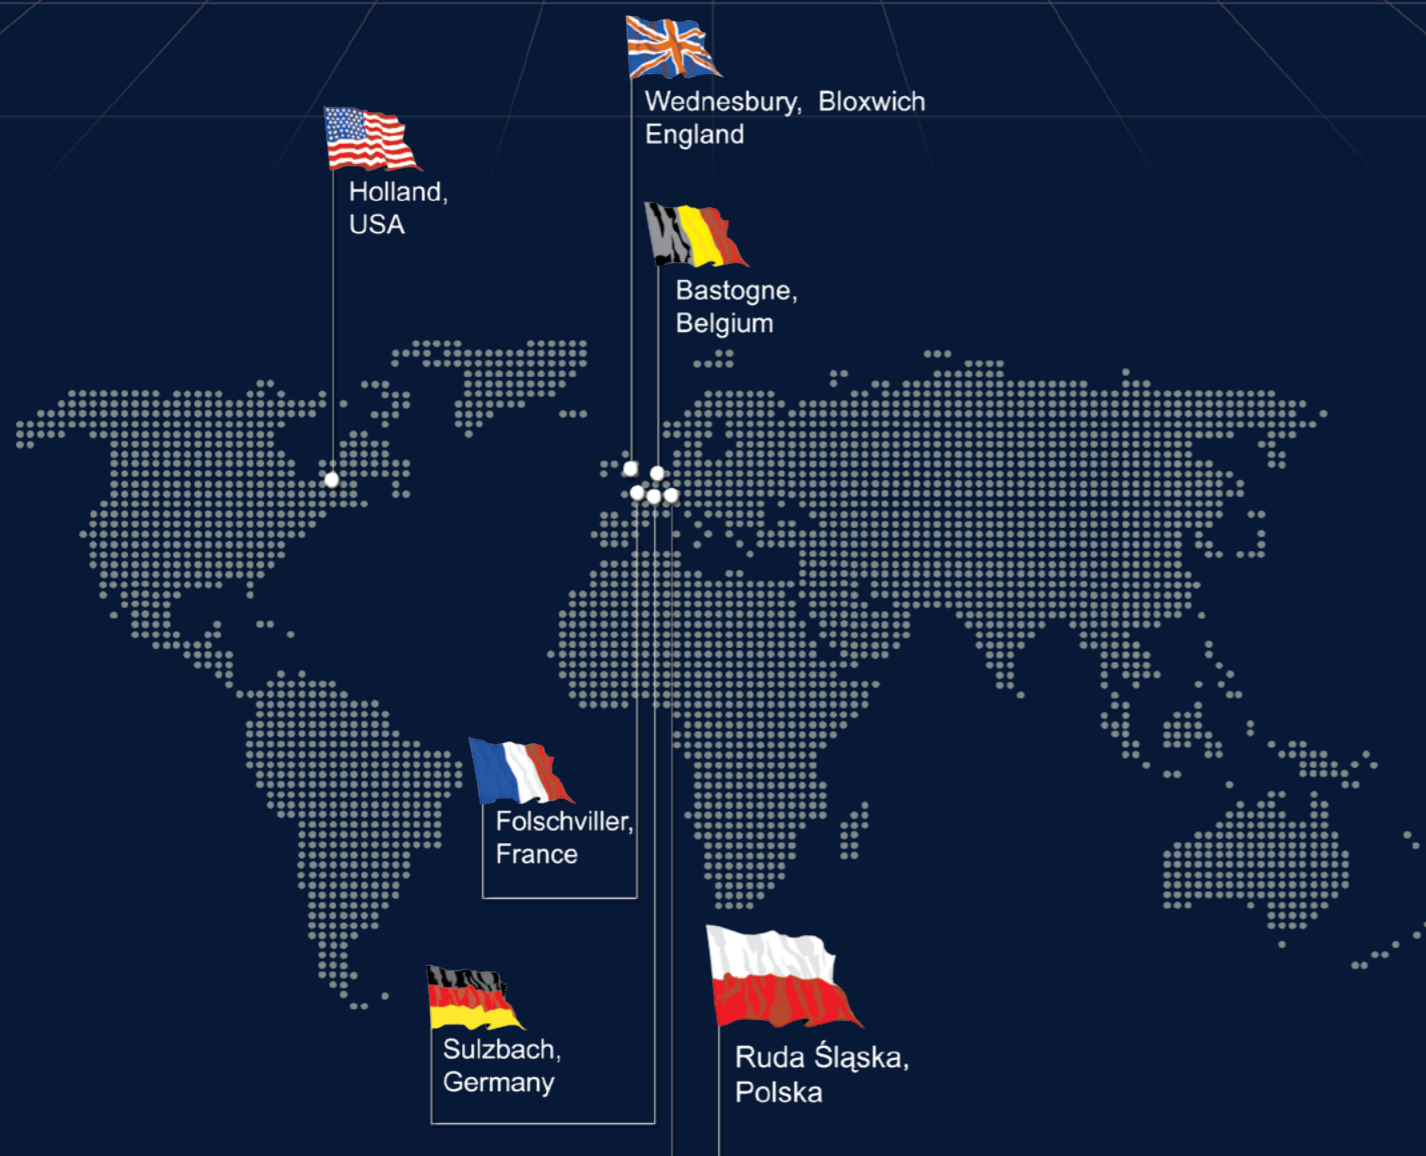 Wednesbury,  Bloxwich
England
Holland,
USA
Bastogne,
Belgium
Folschviller,
France
Sulzbach,
Germany
Ruda Śląska,
Polska